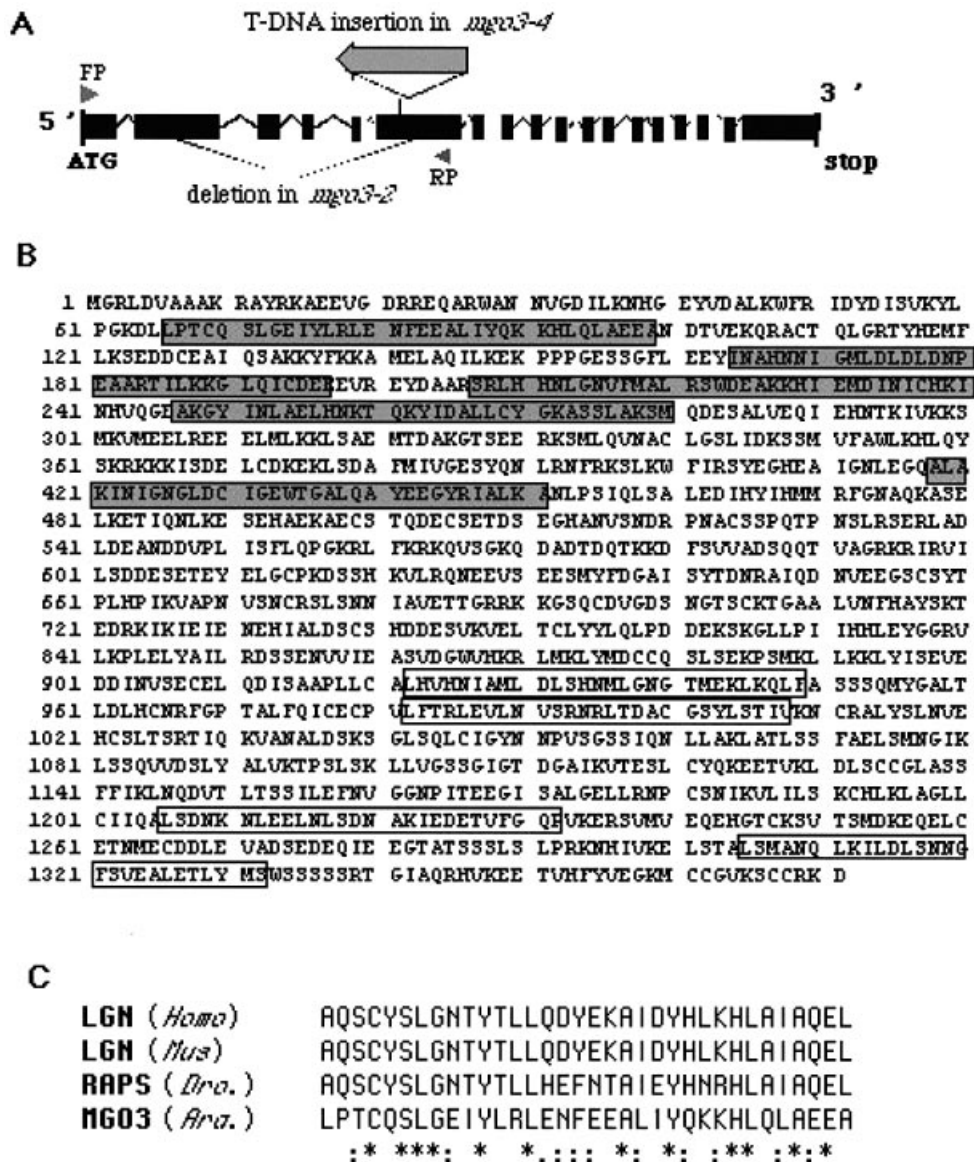 A
T-DNA insertion in mgo3-4
FP
3 '
5 '
ATG
RP
stop
deletion in mgo3-2
B
1 MGRLDVAAAK RAYRKAEEVG DRREQARWAN NVGDILKNHG EYVDALKWFR IDYDISVKYL
61 PGKDLLPTCQ SLGEIYLRLE NFEEALIYQK KHLQLAEEAN DTVEKQRACT QLGRTYHEMF
121 LKSEDDCEAI QSAKKYFKKA MELAQILKEK PPPGESSGFL EEYINAHNNI GMLDLDLDNP
181 EAARTILKKG LQICDEEEVR EYDAARSRLH HNLGNVFMAL RSWDEAKKHI EMDINICHKI
241 NHVQGEAKGY INLAELHNKT QKYIDALLCY GKASSLAKSM QDESALVEQI EHNTKIVKKS
301 MKVMEELREE ELMLKKLSAE MTDAKGTSEE RKSMLQVNAC LGSLIDKSSM VFAWLKHLQY
361 SKRKKKISDE LCDKEKLSDA FMIVGESYQN LRNFRKSLKW FIRSYEGHEA IGNLEGQALA
421 KINIGNGLDC IGEWTGALQA YEEGYRIALK ANLPSIQLSA LEDIHYIHMM RFGNAQKASE
481 LKETIQNLKE SEHAEKAECS TQDECSETDS EGHANVSNDR PNACSSPQTP NSLRSERLAD
541 LDEANDDVPL ISFLQPGKRL FKRKQVSGKQ DADTDQTKKD FSVVADSQQT VAGRKRIRVI
601 LSDDESETEY ELGCPKDSSH KVLRQNEEVS EESMYFDGAI SYTDNRAIQD NVEEGSCSYT
661 PLHPIKVAPN VSNCRSLSNN IAVETTGRRK KGSQCDVGDS NGTSCKTGAA LVNFHAYSKT
721 EDRKIKIEIE NEHIALDSCS HDDESVKVEL TCLYYLQLPD DEKSKGLLPI IHHLEYGGRV
841 LKPLELYAIL RDSSENVVIE ASVDGWVHKR LMKLYMDCCQ SLSEKPSMKL LKKLYISEVE
901 DDINVSECEL QDISAAPLLC ALHVHNIAML DLSHNMLGNG TMEKLKQLFA SSSQMYGALT
961 LDLHCNRFGP TALFQICECP VLFTRLEVLN VSRNRLTDAC GSYLSTIVKN CRALYSLNVE
1021 HCSLTSRTIQ KVANALDSKS GLSQLCIGYN NPVSGSSIQN LLAKLATLSS FAELSMNGIK
1081 LSSQVVDSLY ALVKTPSLSK LLVGSSGIGT DGAIKVTESL CYQKEETVKL DLSCCGLASS
1141 FFIKLNQDVT LTSSILEFNV GGNPITEEGI SALGELLRNP CSNIKVLILS KCHLKLAGLL
1201 CIIQALSDNK NLEELNLSDN AKIEDETVFG QPVKERSVMV EQEHGTCKSV TSMDKEQELC
1261 ETNMECDDLE VADSEDEQIE EGTATSSSLS LPRKNHIVKE LSTALSMANQ LKILDLSNNG
1321 FSVEALETLY MSWSSSSSRT GIAQRHVKEE TVHFYVEGKM CCGVKSCCRK D
C
LGN (Homo) AQSCYSLGNTYTLLQDYEKAIDYHLKHLAIAQEL
LGN (Mus) AQSCYSLGNTYTLLQDYEKAIDYHLKHLAIAQEL
RAPS (Dro.) AQSCYSLGNTYTLLHEFNTAIEYHNRHLAIAQEL
MGO3 (Ara.) LPTCQSLGEIYLRLENFEEALIYQKKHLQLAEEA
:* ***: * *.::: *: *: :** :*:*